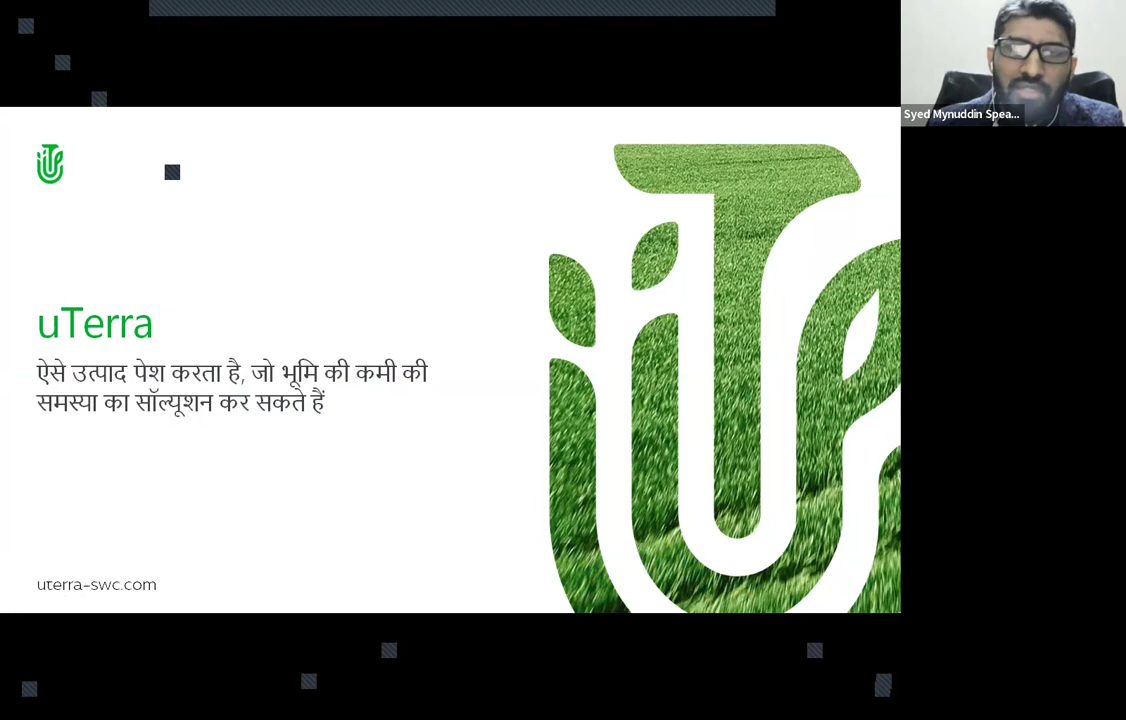 Syed Mynuddin Spea...
uTerra
ऐसे उत्पाद पेश करता है, जो भूमि की कमी की
समस्या का सॉल्यूशन कर सकते हैं
uterra-swc.com